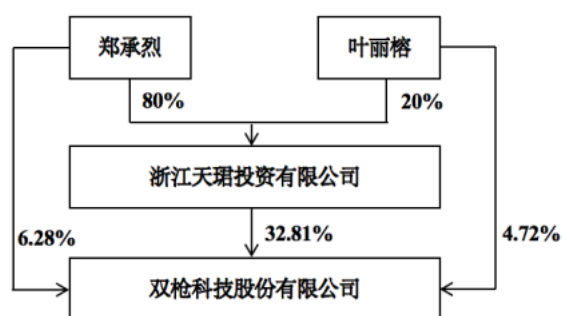 郑承烈
叶丽榕
80%
20%
浙江天珺投资有限公司
6.28%
32.81%
4.72%
双枪科技股份有限公司